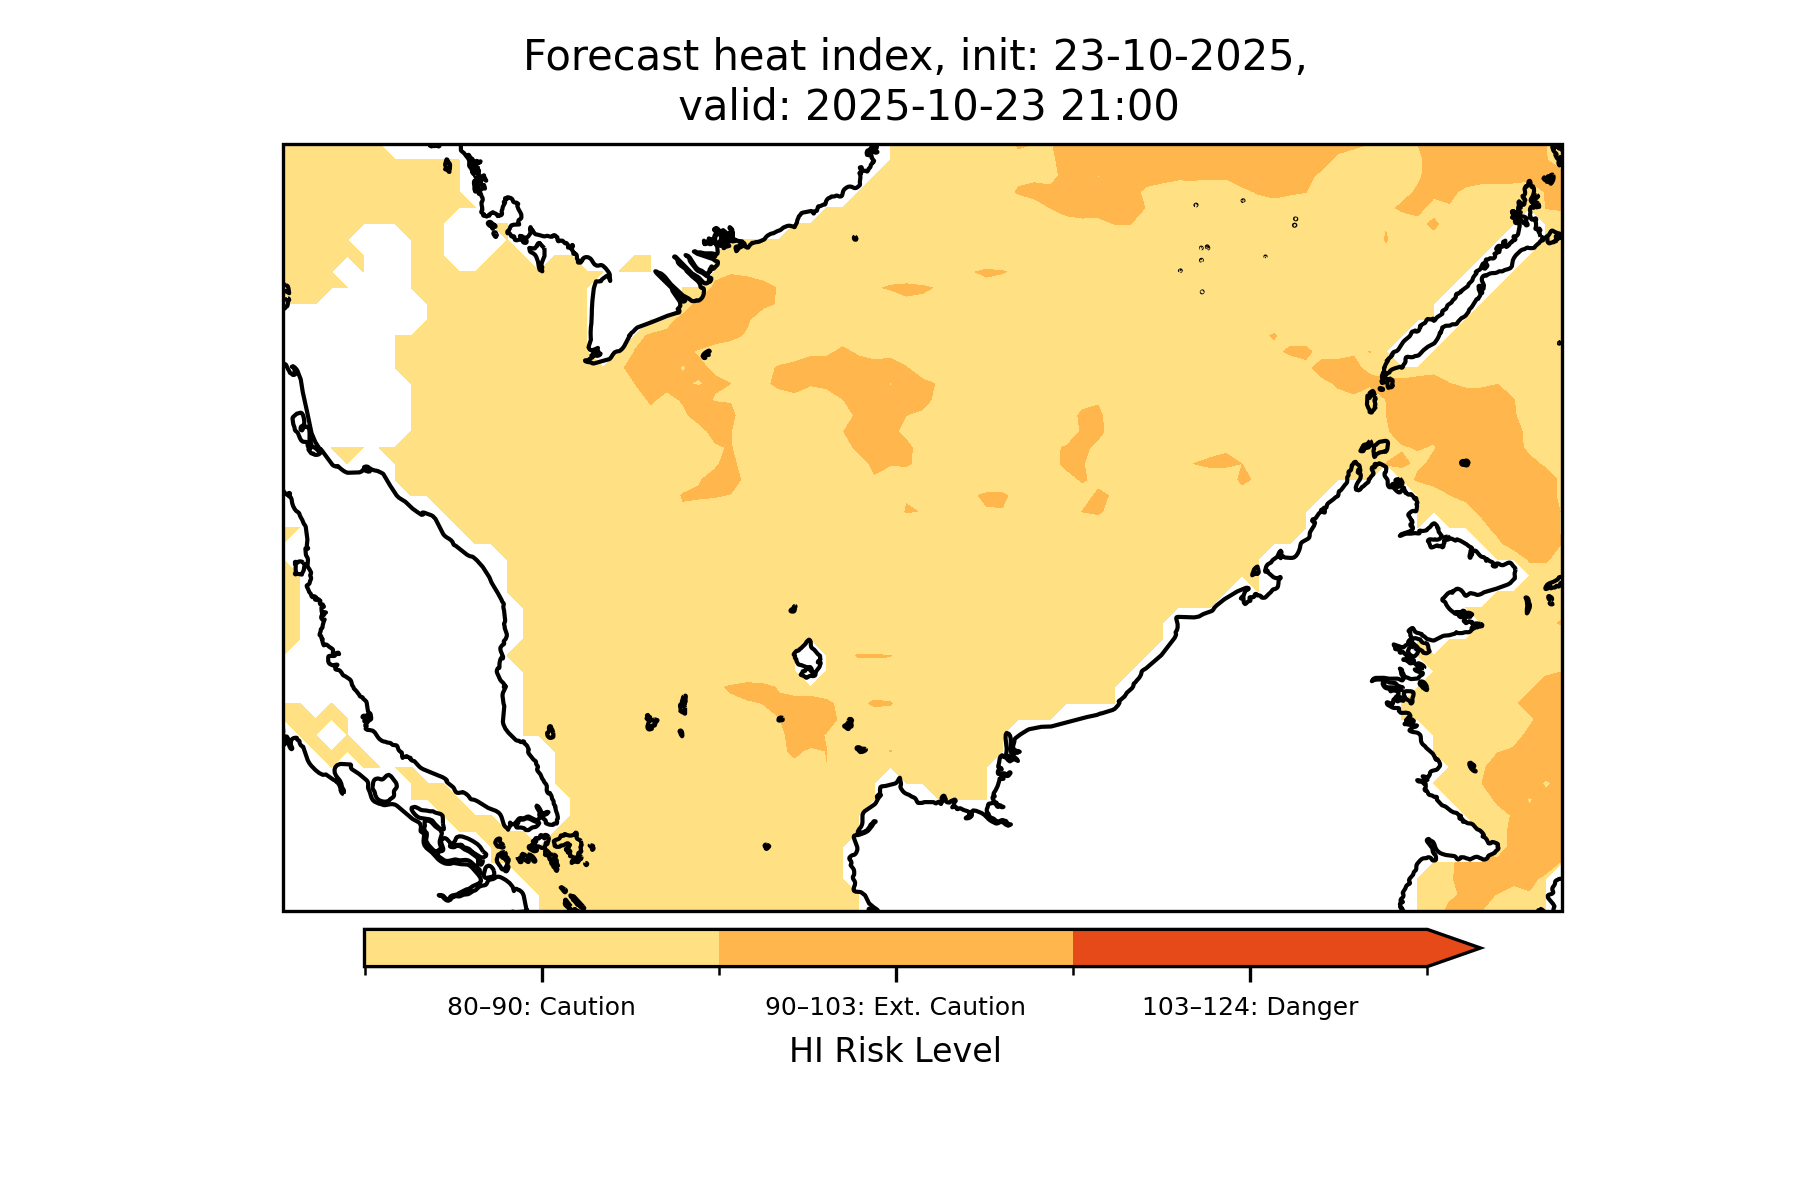 Forecast heat index, init: 23-10-2025,
valid: 2025-10-23 21:00
80–90: Caution
90–103: Ext. Caution
103–124: Danger
HI Risk Level